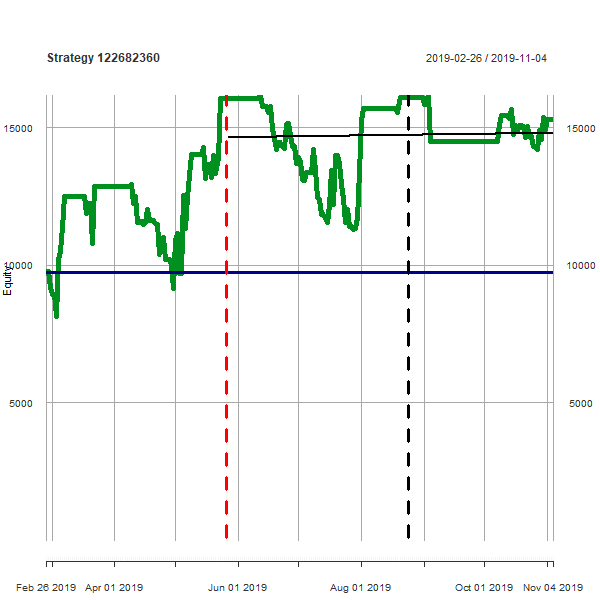 Strategy 122682360
2019-02-26 / 2019-11-04
15000
15000
10000
10000
Equity
5000
5000
Feb 26 2019
Apr 01 2019
Jun 01 2019
Aug 01 2019
Oct 01 2019
Nov 04 2019